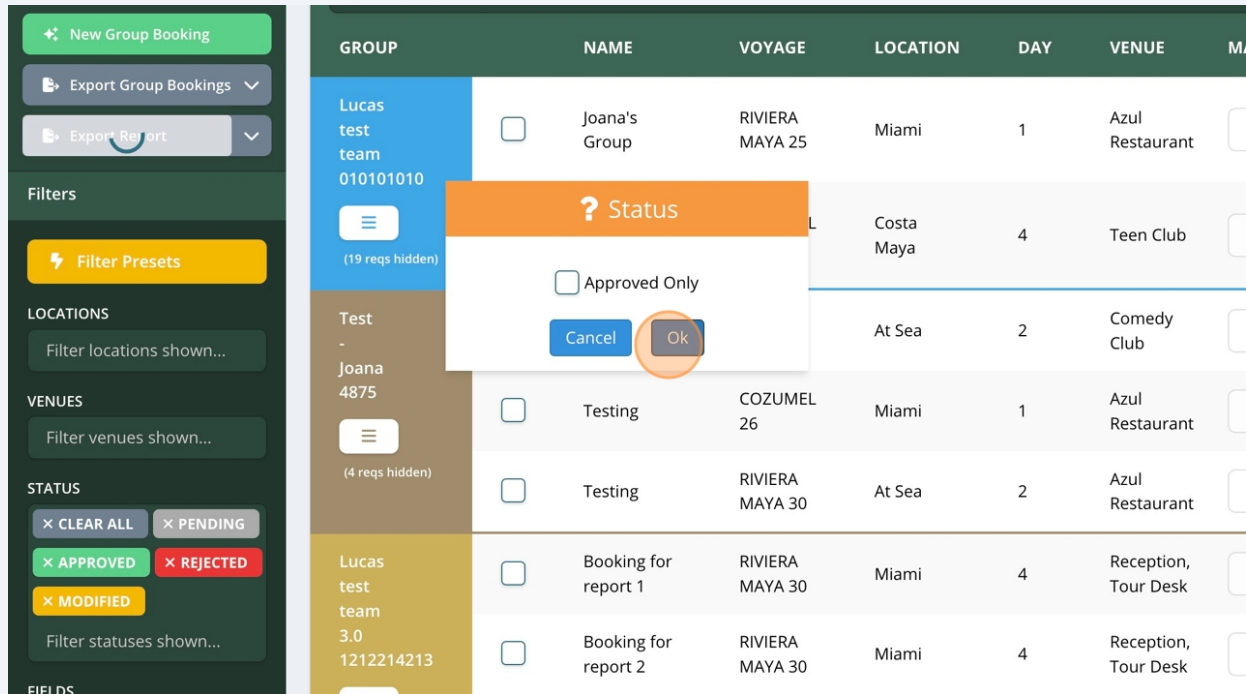 New Group Booking
Export Group Bookings
Export Report
Filters
Filter Presets
LOCATIONS
Filter locations shown...
VENUES
Filter venues shown...
STATUS
× CLEAR ALL × PENDING
× APPROVED × REJECTED
× MODIFIED
Filter statuses shown...
FIELDS
GROUP NAME VOYAGE LOCATION DAY VENUE
Lucas
test
team
010101010
(19 reqs hidden)
Joana's
Group
RIVIERA
MAYA 25
Miami
1
Azul
Restaurant
Costa
Maya
4
Teen Club
? Status
Approved Only
Cancel Ok
Test
-
Joana
4875
(4 reqs hidden)
At Sea
2
Comedy
Club
Testing
COZUMEL
26
Miami
1
Azul
Restaurant
Testing
RIVIERA
MAYA 30
At Sea
2
Azul
Restaurant
Lucas
test
team
3.0
1212214213
Booking for
report 1
RIVIERA
MAYA 30
Miami
4
Reception,
Tour Desk
Booking for
report 2
RIVIERA
MAYA 30
Miami
4
Reception,
Tour Desk